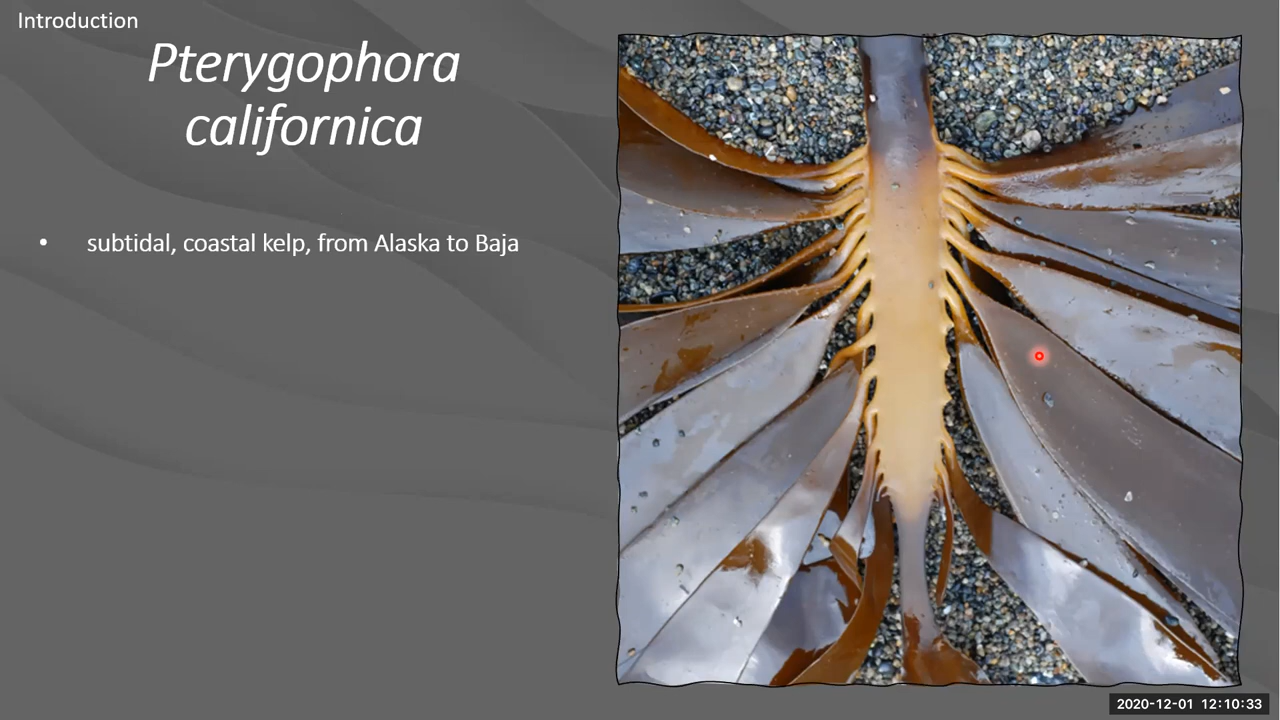 Introduction
Pterygophora
californica
• subtidal, coastal kelp, from Alaska to Baja
2020-12-01 12:10:33